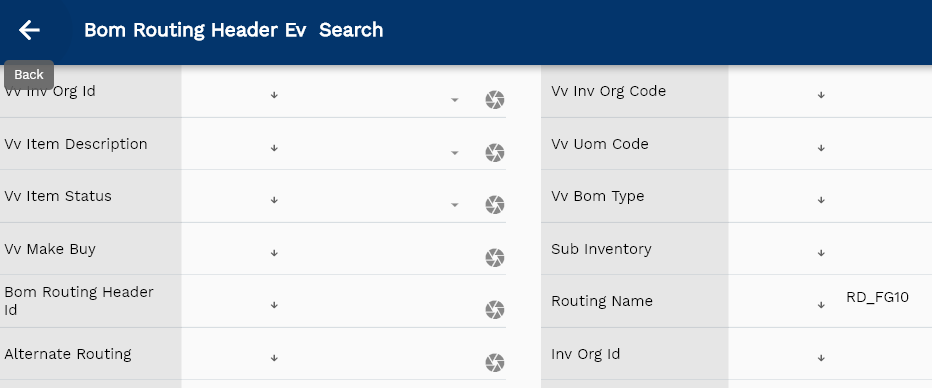 Bom Routing Header Ev Search
Back
Vv Inv Org Id
Vv Inv Org Code
Vv Item Description
Vv Uom Code
Vv Item Status
Vv Bom Type
Vv Make Buy
Sub Inventory
Bom Routing Header
Id
Routing Name
RD_FG10
Alternate Routing
Inv Org Id